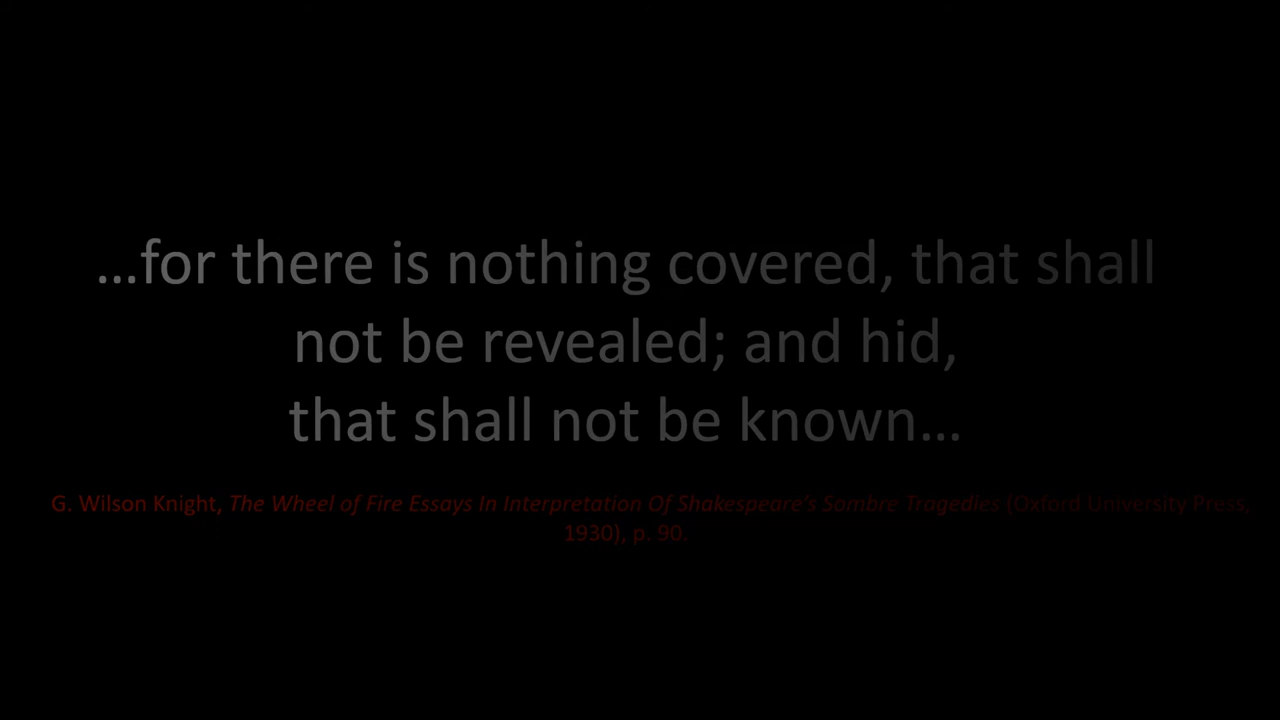 …for there is nothing covered, that shall
not be revealed; and hid,
that shall not be known…
G. Wilson Knight, The Wheel of Fire Essays In Interpretation Of Shakespeare's Sombre Tragedies (Oxford University Press,
1930), p. 90.